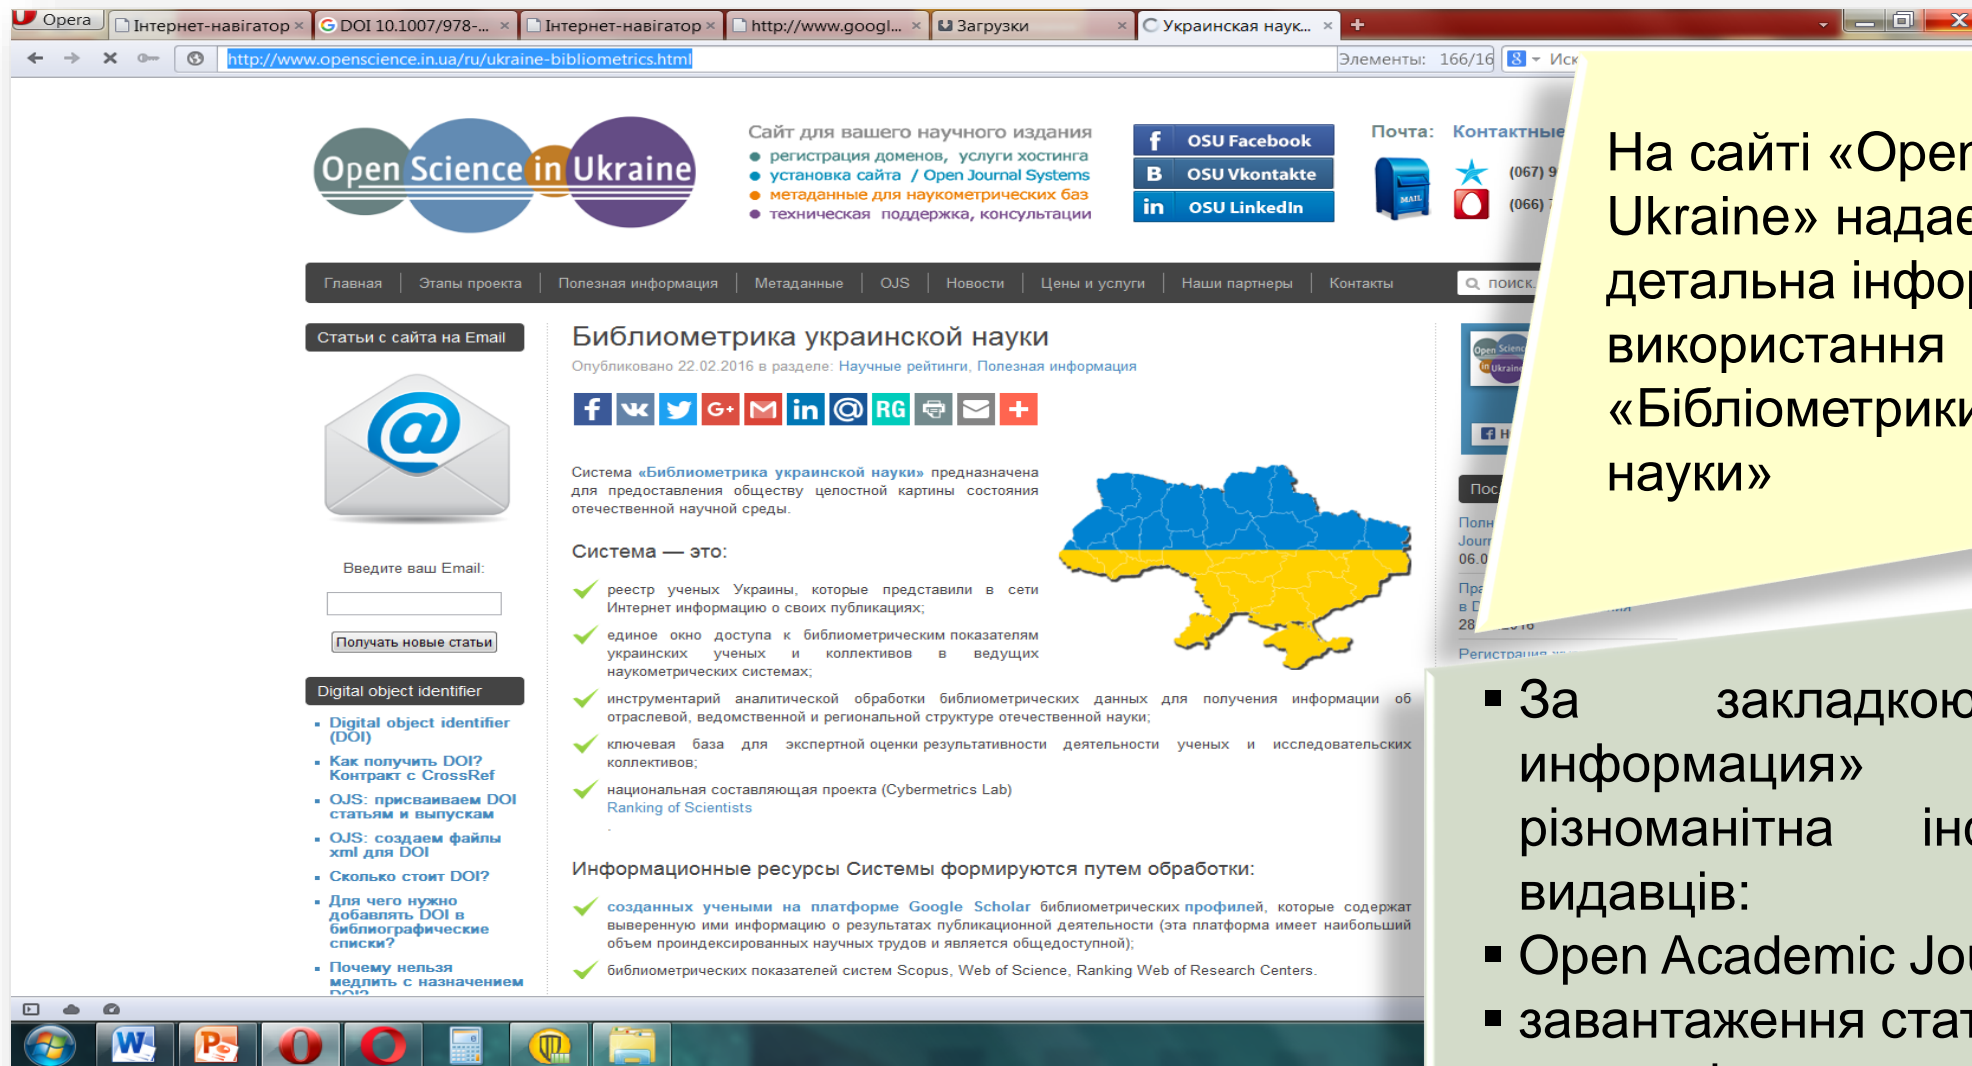 Opera
Інтернет-навігатор
DOI 10.1007/978-...
Інтернет-навігатор
http://www.googl...
Загрузки
Украинская наук...
http://www.openscience.in.ua/ru/ukraine-bibliometrics.html
Элементы: 166/16
Open Science in Ukraine
Сайт для вашего научного издания
регистрация доменов, услуги хостинга
установка сайта / Open Journal Systems
метаданные для наукометрических баз
техническая поддержка, консультации
f OSU Facebook
B OSU Vkontakte
in OSU LinkedIn
Почта:
MAIL
Контактные
(067) 9
(066)
Главная
Этапы проекта
Полезная информация
Метаданные
OJS
Новости
Цены и услуги
Наши партнеры
Контакты
поиск
Статьи с сайта на Email
Введите ваш Email:
Получать новые статьи
Digital object identifier
Digital object identifier
(DOI)
Как получить DOI?
Контракт с CrossRef
OJS: присваиваем DOI
статьям и выпускам
OJS: создаем файлы
xml для DOI
Сколько стоит DOI?
Для чего нужно
добавлять DOI в
библиографические
списки?
Почему нельзя
медлить с назначением
Библиометрика украинской науки
Опубликовано 22.02.2016 в разделе: Научные рейтинги, Полезная информация
Система «Библиометрика украинской науки» предназначена
для предоставления обществу целостной картины состояния
отечественной научной среды.
Система — это:
реестр ученых Украины, которые представили в сети
Интернет информацию о своих публикациях;
единое окно доступа к библиометрическим показателям
украинских ученых и коллективов в ведущих
наукометрических системах;
инструментарий аналитической обработки библиометрических данных для получения информации об
отраслевой, ведомственной и региональной структуре отечественной науки;
ключевая база для экспертной оценки результативности деятельности ученых и исследовательских
коллективов;
национальная составляющая проекта (Cybermetrics Lab)
Ranking of Scientists
Информационные ресурсы Системы формируются путем обработки:
созданных учеными на платформе Google Scholar библиометрических профилей, которые содержат
выверенную ими информацию о результатах публикационной деятельности (эта платформа имеет наибольший
объем проиндексированных научных трудов и является общедоступной);
библиометрических показателей систем Scopus, Web of Science, Ranking Web of Research Centers.
На сайті «Open
Ukraine» надає
детальна інфор
використання
«Бібліометрики
науки»
▪ За закладкою
информация»
різноманітна інф
видавців:
▪ Open Academic Jou
▪ завантаження стат